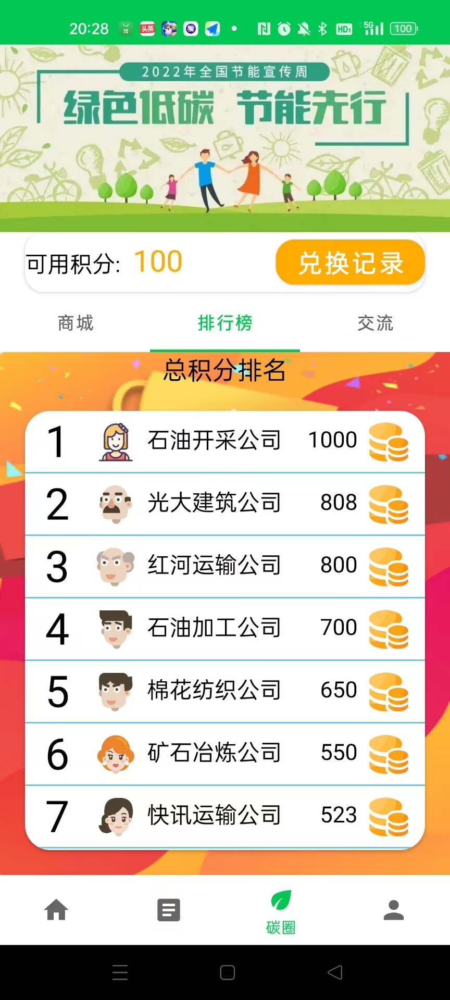 20:28 头条 HD1 5G 100
2022年全国节能宣传周
绿色低碳 节能先行
可用积分: 100 兑换记录
商城 排行榜 交流
总积分排名
1 石油开采公司 1000
2 光大建筑公司 808
3 红河运输公司 800
4 石油加工公司 700
5 棉花纺织公司 650
6 矿石冶炼公司 550
7 快讯运输公司 523
碳圈